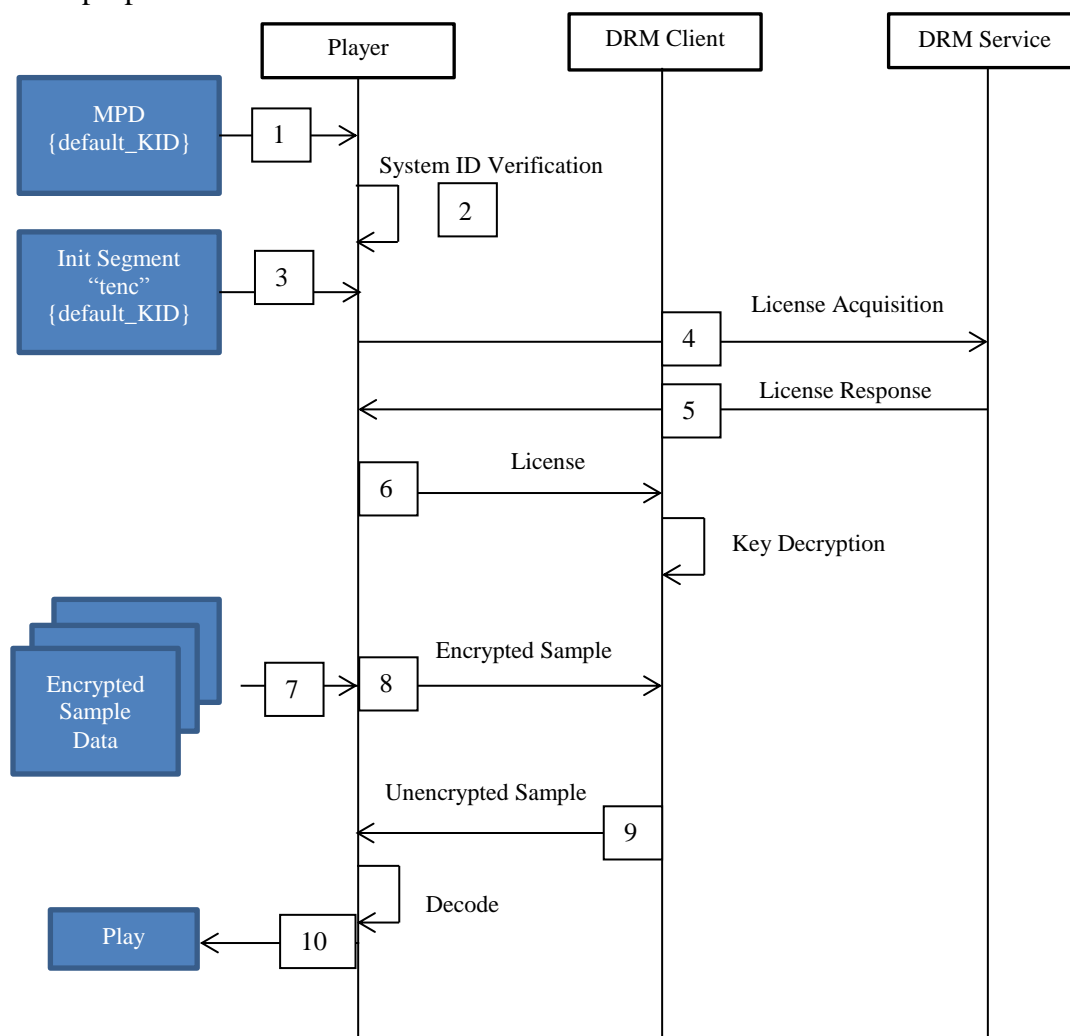 Player
DRM Client
DRM Service
MPD
{default_KID}
1
System ID Verification
2
Init Segment
“tenc”
{default_KID}
3
License Acquisition
4
License Response
5
License
6
Key Decryption
Encrypted
Sample
Data
7
8
Encrypted Sample
Unencrypted Sample
9
Decode
Play
10